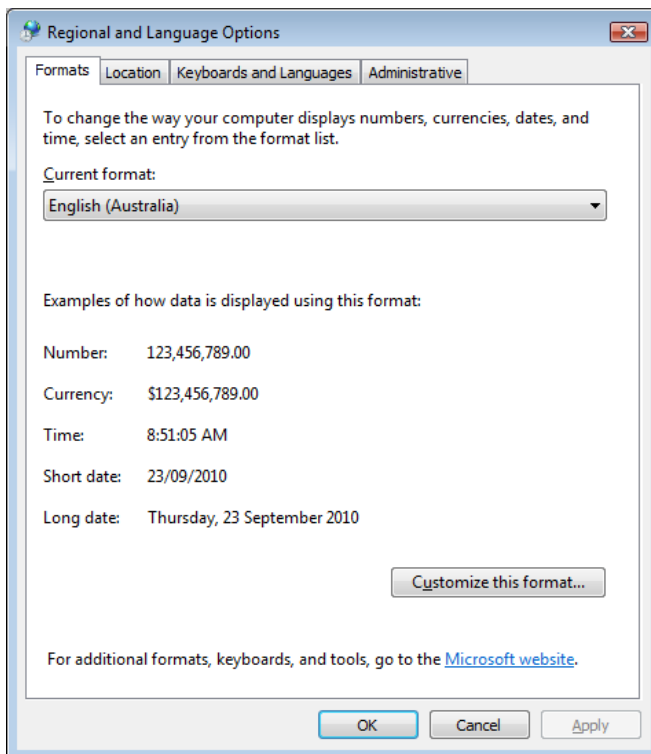 Regional and Language Options
Formats Location Keyboards and Languages Administrative
To change the way your computer displays numbers, currencies, dates, and
time, select an entry from the format list.
Current format:
English (Australia)
Examples of how data is displayed using this format:
Number: 123,456,789.00
Currency: $123,456,789.00
Time: 8:51:05 AM
Short date: 23/09/2010
Long date: Thursday, 23 September 2010
Customize this format...
For additional formats, keyboards, and tools, go to the Microsoft website.
OK Cancel Apply